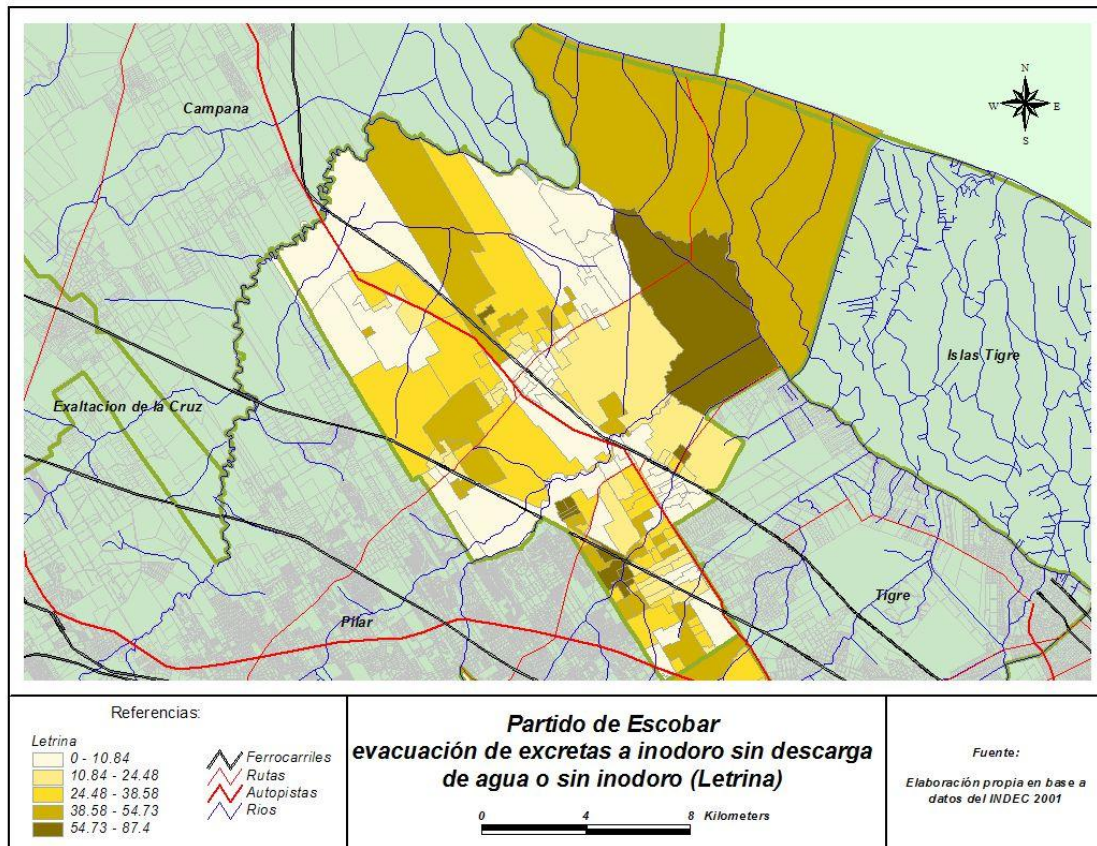 Campana
N
W E
S
Islas Tigre
Exaltacion de la Cruz
Tigre
Pilar
Referencias:
Letrina
0 - 10.84
10.84 - 24.48
24.48 - 38.58
38.58 - 54.73
54.73 - 87.4
Ferrocarriles
Rutas
Autopistas
Rios
Partido de Escobar
evacuación de excretas a inodoro sin descarga
de agua o sin inodoro (Letrina)
0 4 8 Kilometers
Fuente:
Elaboración propia en base a
datos del INDEC 2001